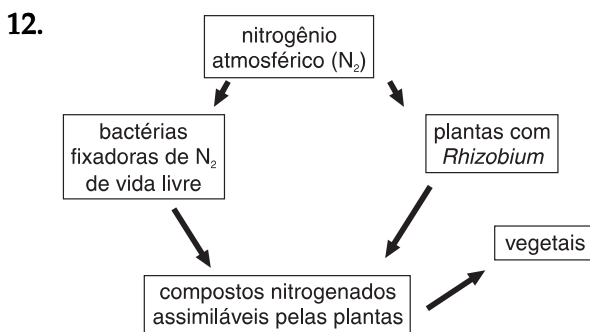 12.
nitrogênio
atmosférico (N₂)
bactérias
fixadoras de N₂
de vida livre
plantas com
Rhizobium
vegetais
compostos nitrogenados
assimiláveis pelas plantas